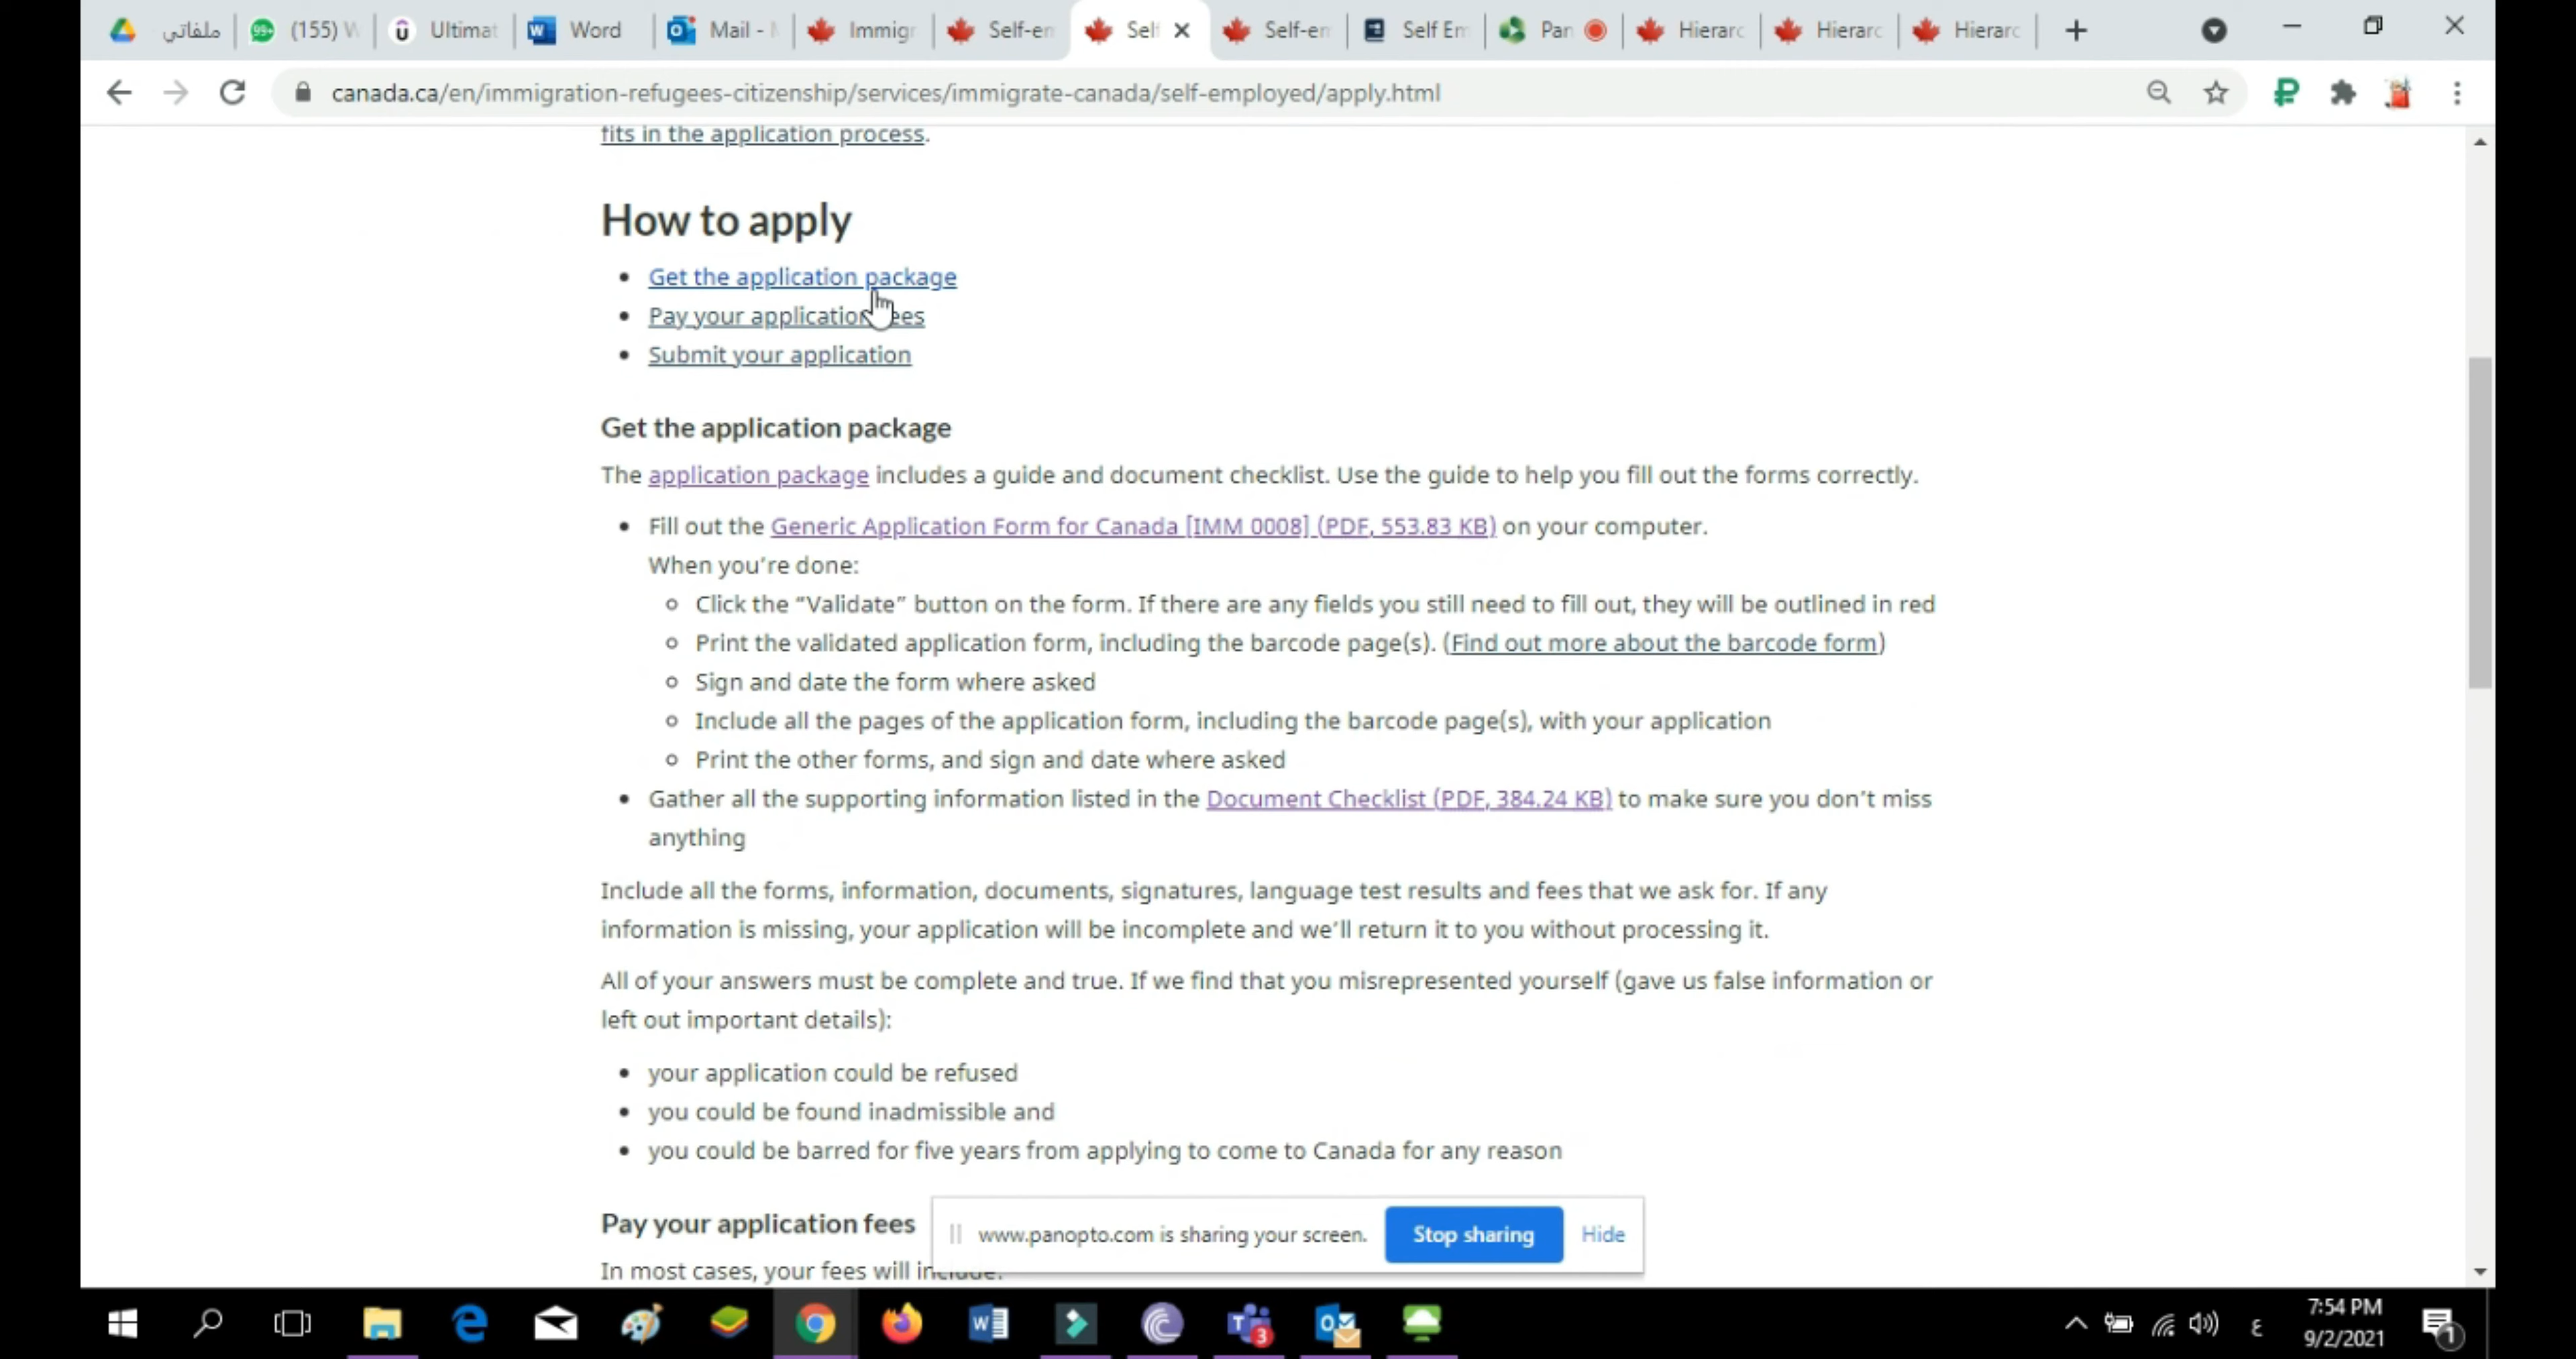 ملفاتي
(155) W
Ultimat
Word
Mail -
Immigr
Self-em
Self
Self-em
Self Em
Pan
Hierarc
Hierarc
Hierarc
canada.ca/en/immigration-refugees-citizenship/services/immigrate-canada/self-employed/apply.html
fits in the application process.
How to apply
• Get the application package
• Pay your application fees
• Submit your application
Get the application package
The application package includes a guide and document checklist. Use the guide to help you fill out the forms correctly.
• Fill out the Generic Application Form for Canada [IMM 0008] (PDF, 553.83 KB) on your computer.
When you’re done:
○ Click the “Validate” button on the form. If there are any fields you still need to fill out, they will be outlined in red
○ Print the validated application form, including the barcode page(s). (Find out more about the barcode form)
○ Sign and date the form where asked
○ Include all the pages of the application form, including the barcode page(s), with your application
○ Print the other forms, and sign and date where asked
• Gather all the supporting information listed in the Document Checklist (PDF, 384.24 KB) to make sure you don’t miss
anything
Include all the forms, information, documents, signatures, language test results and fees that we ask for. If any
information is missing, your application will be incomplete and we’ll return it to you without processing it.
All of your answers must be complete and true. If we find that you misrepresented yourself (gave us false information or
left out important details):
• your application could be refused
• you could be found inadmissible and
• you could be barred for five years from applying to come to Canada for any reason
Pay your application fees
www.panopto.com is sharing your screen.
Stop sharing
Hide
In most cases, your fees will include:
ع
7:54 PM
9/2/2021